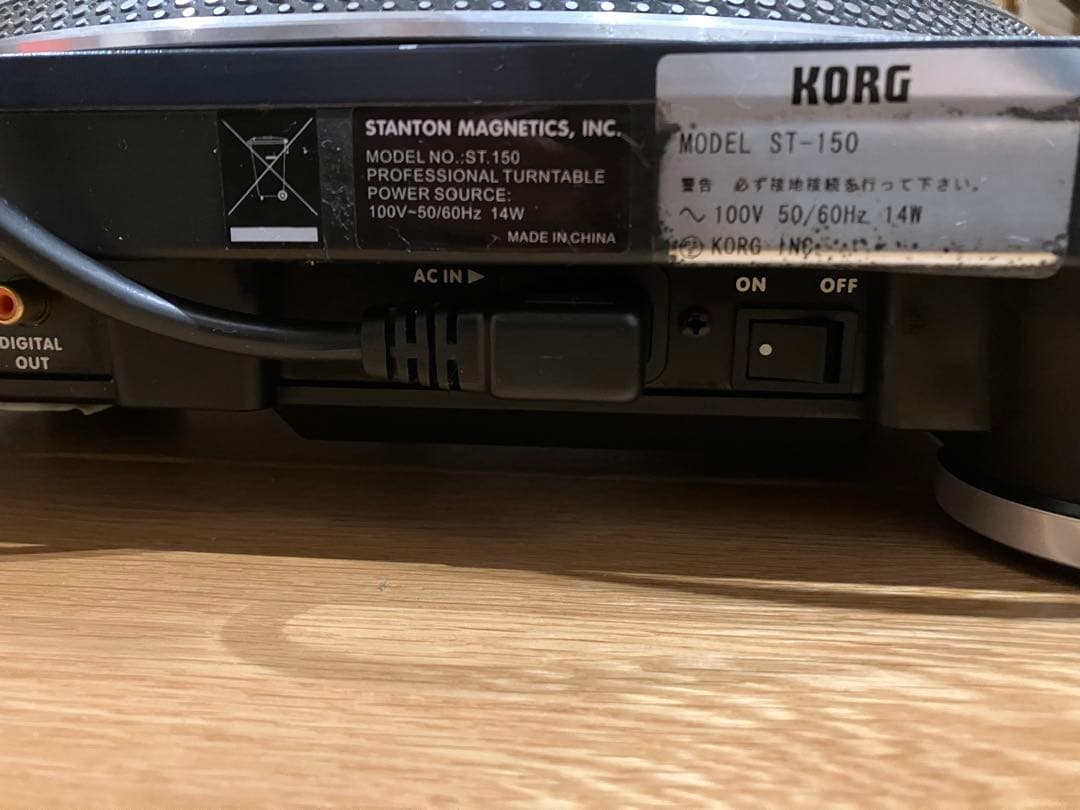 STANTON MAGNETICS, INC.
MODEL NO.:ST.150
PROFESSIONAL TURNTABLE
POWER SOURCE:
100V~50/60Hz 14W
MADE IN CHINA
KORG
MODEL ST-150
警告 必ず接地接続を行って下さい。
〜 100V 50/60Hz 14W
KORG INC.
AC IN ▶
ON OFF
DIGITAL
OUT